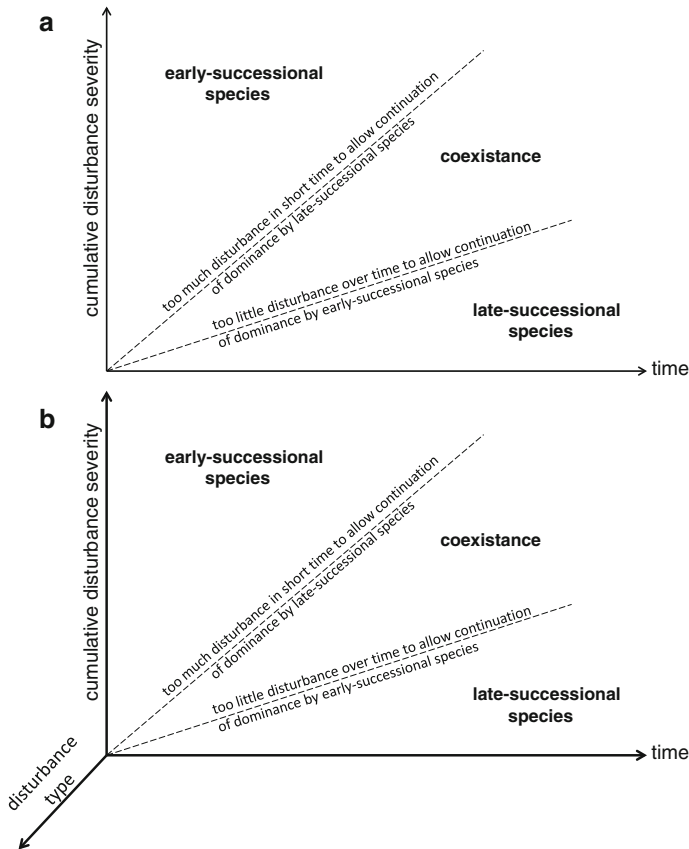 a
cumulative disturbance severity
early-successional
species
too much disturbance in short time to allow continuation
of dominance by late-successional species
coexistance
too little disturbance over time to allow continuation
of dominance by early-successional species
late-successional
species
time
b
cumulative disturbance severity
early-successional
species
too much disturbance in short time to allow continuation
of dominance by late-successional species
coexistance
too little disturbance over time to allow continuation
of dominance by early-successional species
late-successional
species
time
disturbance
type